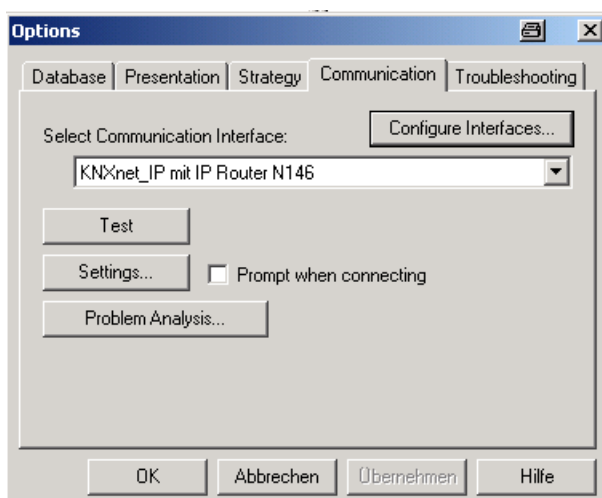 Options
Database Presentation Strategy Communication Troubleshooting
Configure Interfaces...
Select Communication Interface:
KNXnet_IP mit IP Router N146
Test
Settings... Prompt when connecting
Problem Analysis...
OK Abbrechen Übernehmen Hilfe